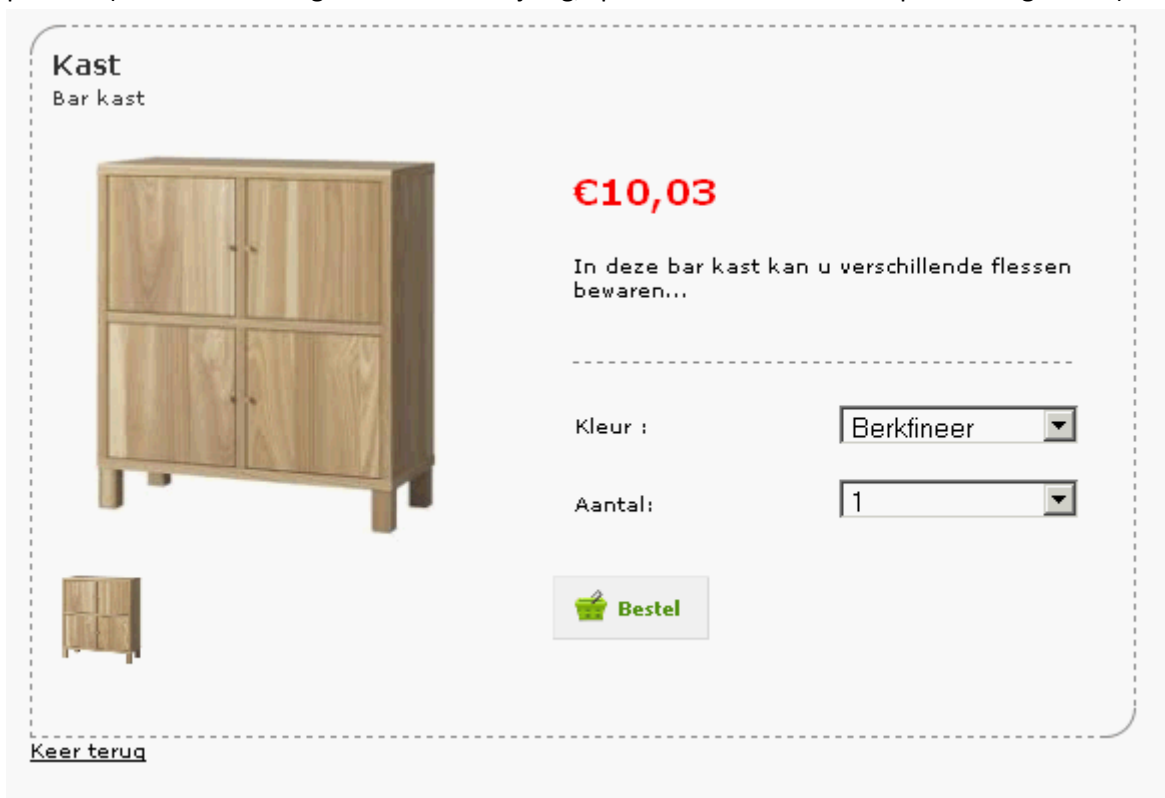 Kast
Bar kast
€10,03
In deze bar kast kan u verschillende flessen
bewaren...
Kleur :
Berkfineer
Aantal:
1
Bestel
Keer terug